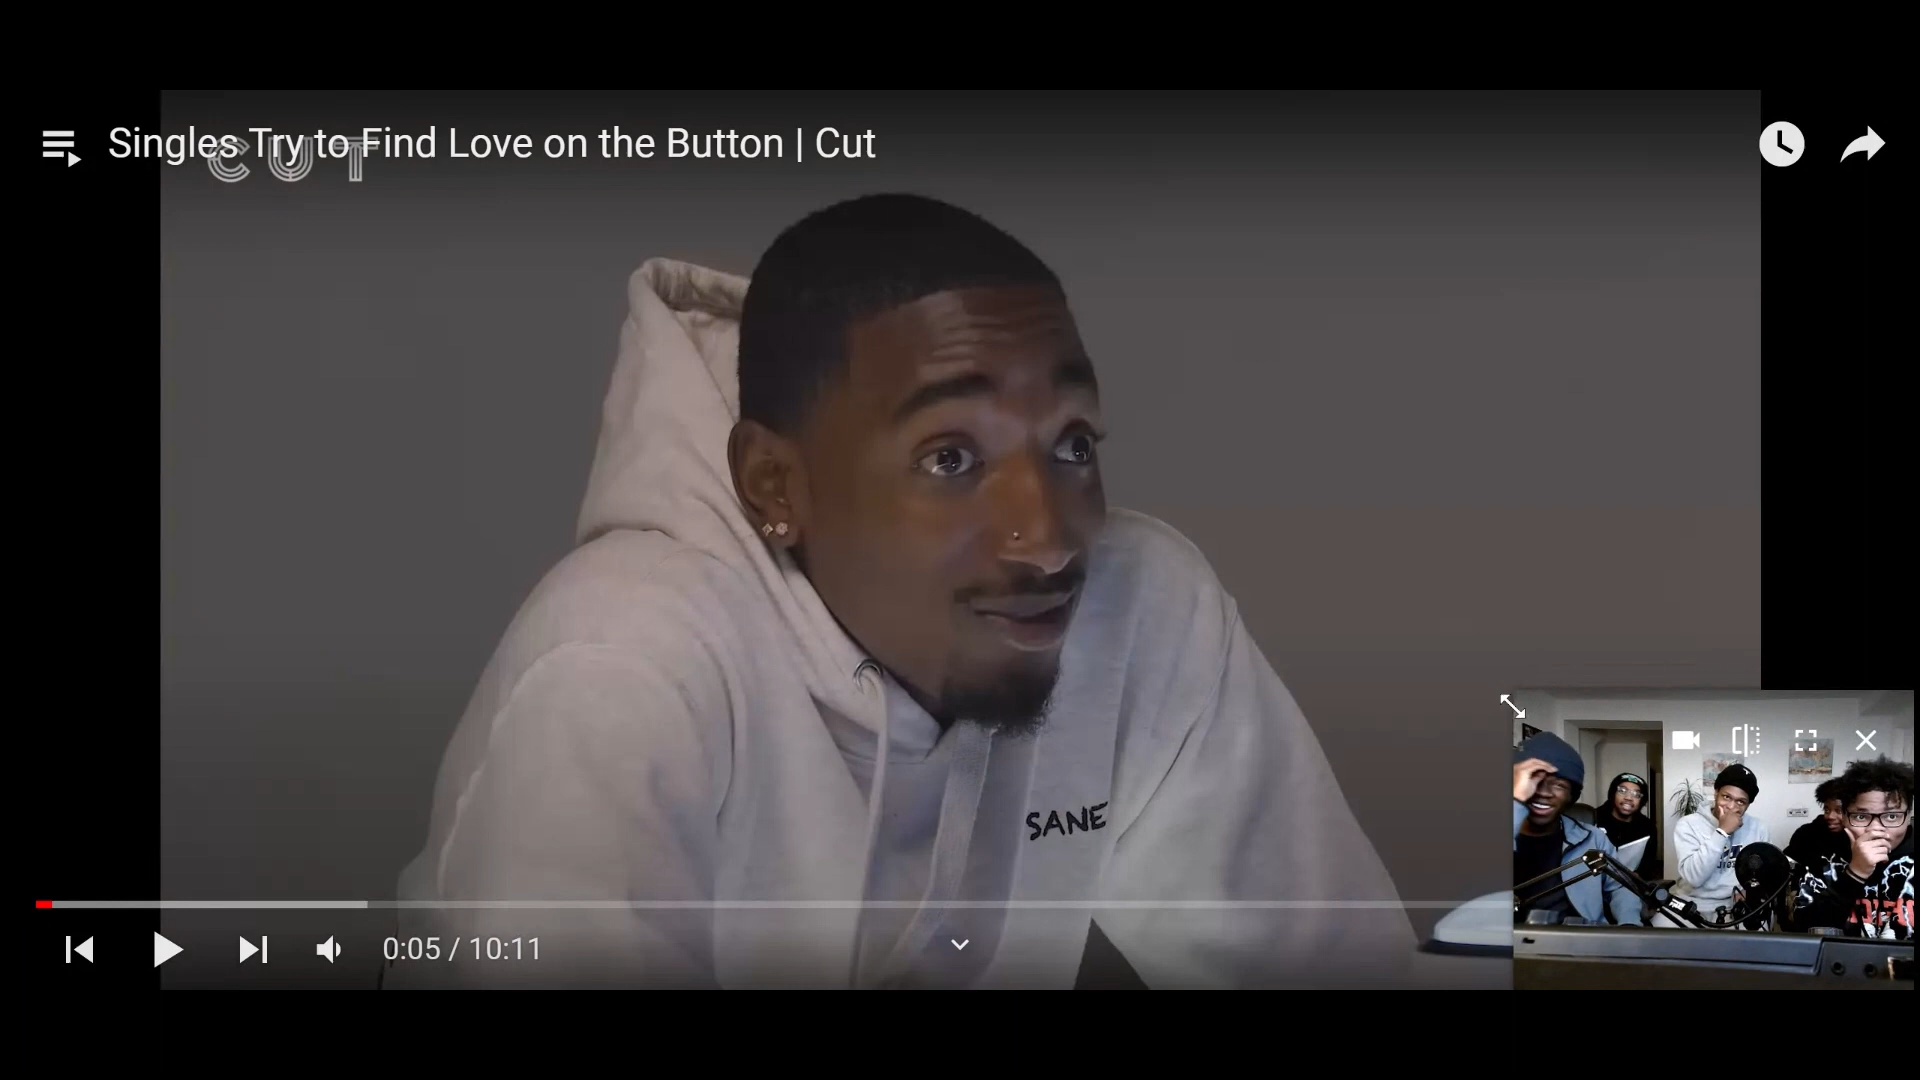 Singles Try to Find Love on the Button | Cut
CUT
SANE
0:05 / 10:11